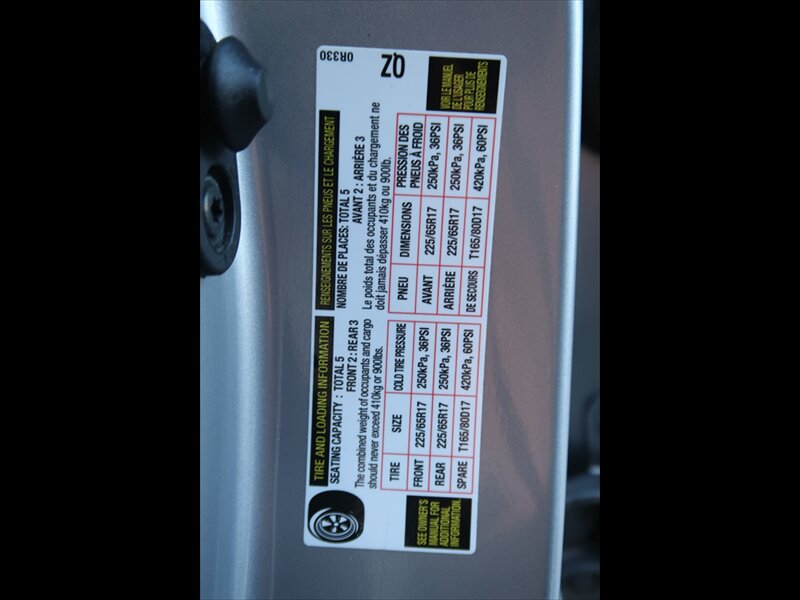 TIRE AND LOADING INFORMATION
SEATING CAPACITY : TOTAL 5
FRONT 2 : REAR 3
The combined weight of occupants and cargo
should never exceed 410kg or 900lbs.
TIRE SIZE COLD TIRE PRESSURE
FRONT 225/65R17 250kPa, 36PSI
REAR 225/65R17 250kPa, 36PSI
SPARE T165/80D17 420kPa, 60PSI
SEE OWNER'S
MANUAL FOR
ADDITIONAL
INFORMATION.
RENSEIGNEMENTS SUR LES PNEUS ET LE CHARGEMENT
NOMBRE DE PLACES: TOTAL 5
AVANT 2 : ARRIÈRE 3
Le poids total des occupants et du chargement ne
doit jamais dépasser 410kg ou 900lb.
PNEU DIMENSIONS PRESSION DES
PNEUS À FROID
AVANT 225/65R17 250kPa, 36PSI
ARRIÈRE 225/65R17 250kPa, 36PSI
DE SECOURS T165/80D17 420kPa, 60PSI
VOIR LE MANUEL
DE L'USAGER
POUR PLUS DE
RENSEIGNEMENTS
0R330
QZ